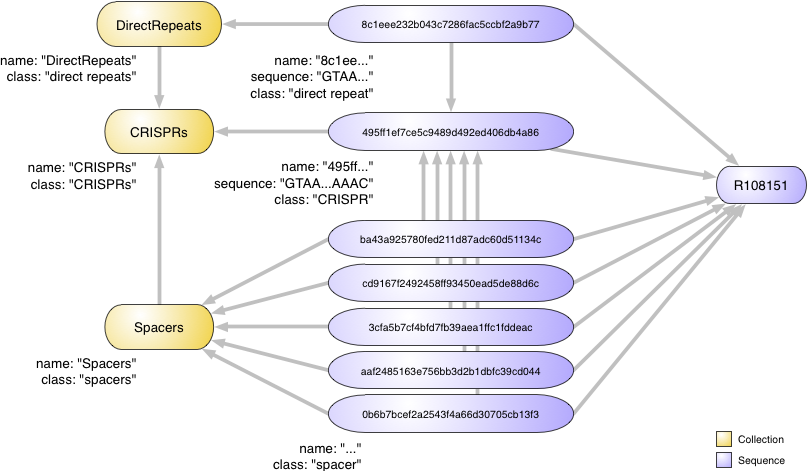 DirectRepeats
8c1eee232b043c7286fac5ccbf2a9b77
name: "DirectRepeats"
class: "direct repeats"
name: "8c1ee..."
sequence: "GTAA..."
class: "direct repeat"
CRISPRs
495ff1ef7ce5c9489d492ed406db4a86
name: "CRISPRs"
class: "CRISPRs"
name: "495ff..."
sequence: "GTAA...AAAC"
class: "CRISPR"
R108151
ba43a925780fed211d87adc60d51134c
cd9167f2492458ff93450ead5de88d6c
Spacers
3cfa5b7cf4bfd7fb39aea1ffc1fddeac
name: "Spacers"
class: "spacers"
aaf2485163e756bb3d2b1dbfc39cd044
0b6b7bcef2a2543f4a66d30705cb13f3
name: "..."
class: "spacer"
Collection
Sequence